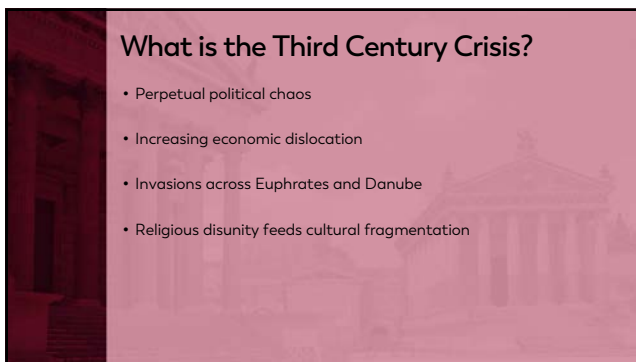 What is the Third Century Crisis?
• Perpetual political chaos
• Increasing economic dislocation
• Invasions across Euphrates and Danube
• Religious disunity feeds cultural fragmentation